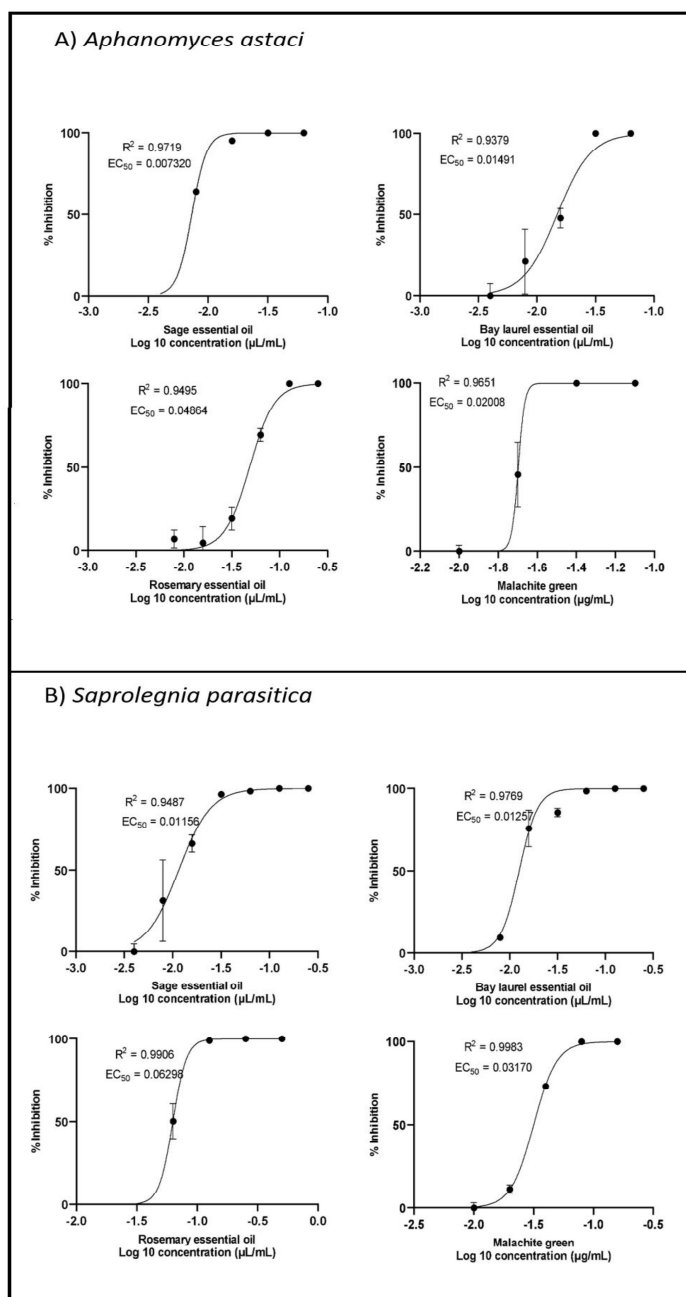 A) Aphanomyces astaci
100
50
0
% Inhibition
R² = 0.9719
EC₅₀ = 0.007320
-3.0 -2.5 -2.0 -1.5 -1.0
Sage essential oil
Log 10 concentration (µL/mL)
100
50
0
% Inhibition
R² = 0.9379
EC₅₀ = 0.01491
-3.0 -2.5 -2.0 -1.5 -1.0
Bay laurel essential oil
Log 10 concentration (µL/mL)
100
50
0
% Inhibition
R² = 0.9495
EC₅₀ = 0.04864
-3.0 -2.5 -2.0 -1.5 -1.0 -0.5
Rosemary essential oil
Log 10 concentration (µL/mL)
100
50
0
% Inhibition
R² = 0.9651
EC₅₀ = 0.02008
-2.2 -2.0 -1.8 -1.6 -1.4 -1.2 -1.0
Malachite green
Log 10 concentration (µg/mL)
B) Saprolegnia parasitica
100
50
0
% Inhibition
R² = 0.9487
EC₅₀ = 0.01156
-3.0 -2.5 -2.0 -1.5 -1.0 -0.5
Sage essential oil
Log 10 concentration (µL/mL)
100
50
0
% Inhibition
R² = 0.9769
EC₅₀ = 0.01257
-3.0 -2.5 -2.0 -1.5 -1.0 -0.5
Bay laurel essential oil
Log 10 concentration (µL/mL)
100
50
0
% Inhibition
R² = 0.9906
EC₅₀ = 0.06298
-2.0 -1.5 -1.0 -0.5 0.0
Rosemary essential oil
Log 10 concentration (µL/mL)
100
50
0
% Inhibition
R² = 0.9983
EC₅₀ = 0.03170
-2.5 -2.0 -1.5 -1.0 -0.5
Malachite green
Log 10 concentration (µg/mL)